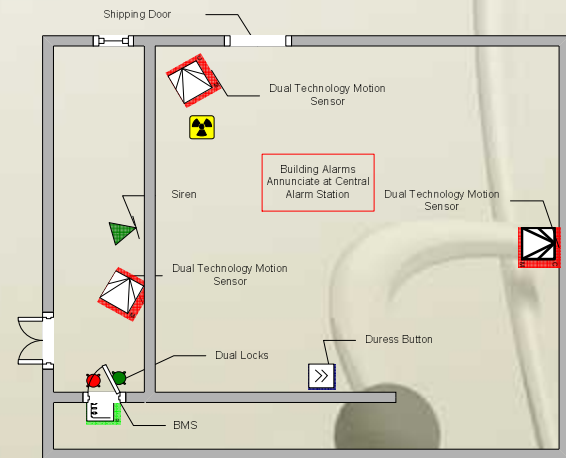 Shipping Door
Dual Technology Motion
Sensor
Building Alarms
Annunciate at Central
Alarm Station
Siren
Dual Technology Motion
Sensor
Dual Technology Motion
Sensor
Duress Button
Dual Locks
BMS